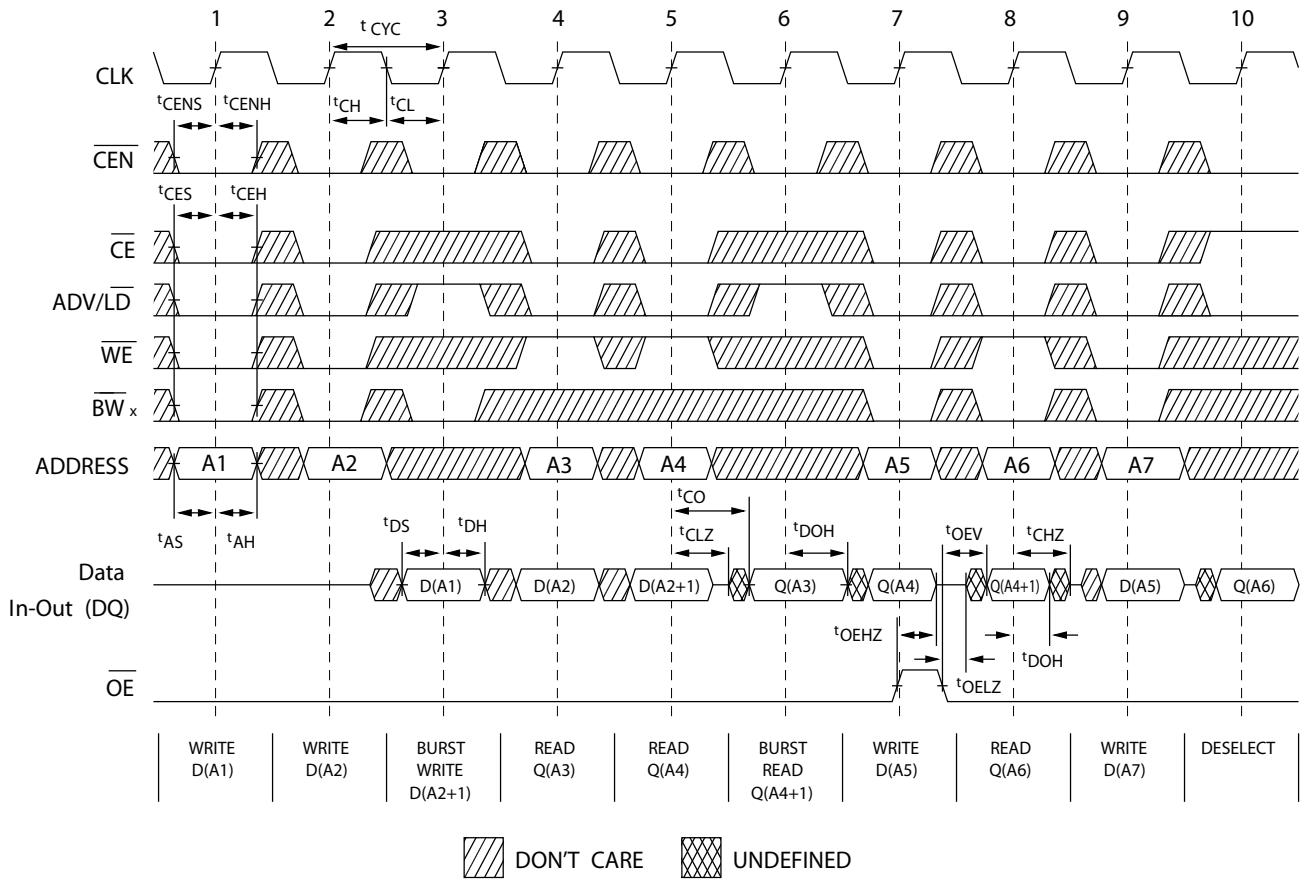 1 2 3 4 5 6 7 8 9 10
t CYC
CLK
tCENS tCENH tCH tCL
CEN
tCES tCEH
CE
ADV/LD
WE
BW x
ADDRESS A1 A2 A3 A4 A5 A6 A7
tCO
tAS tAH tDS tDH tCLZ tDOH tOEV tCHZ
Data
In-Out (DQ) D(A1) D(A2) D(A2+1) Q(A3) Q(A4) Q(A4+1) D(A5) Q(A6)
tOEHZ tDOH
tOELZ
OE
WRITE
D(A1)
WRITE
D(A2)
BURST
WRITE
D(A2+1)
READ
Q(A3)
READ
Q(A4)
BURST
READ
Q(A4+1)
WRITE
D(A5)
READ
Q(A6)
WRITE
D(A7)
DESELECT
DON'T CARE UNDEFINED